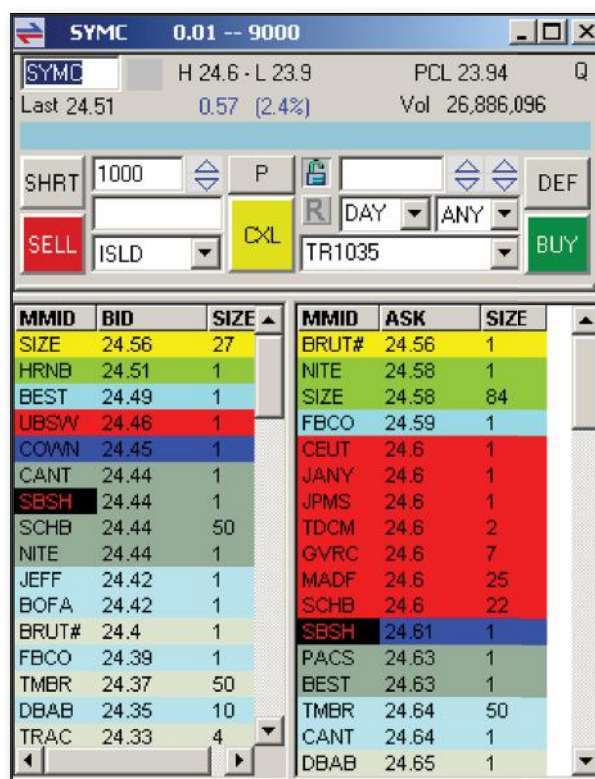 SYMC 0.01 -- 9000
SYMC H 24.6 - L 23.9 PCL 23.94 Q
Last 24.51 0.57 (2.4%) Vol 26,886,096
SHRT 1000 P DEF
R DAY ANY
SELL CXL BUY
ISLD TR1035
MMID BID SIZE MMID ASK SIZE
SIZE 24.56 27 BRUT# 24.56 1
HRNB 24.51 1 NITE 24.58 1
BEST 24.49 1 SIZE 24.58 84
UBSW 24.46 1 FBCO 24.59 1
COWN 24.45 1 CEUT 24.6 1
CANT 24.44 1 JANY 24.6 1
SBSH 24.44 1 JPMS 24.6 1
SCHB 24.44 50 TDCM 24.6 2
NITE 24.44 1 GVRC 24.6 7
JEFF 24.42 1 MADF 24.6 25
BOFA 24.42 1 SCHB 24.6 22
BRUT# 24.4 1 SBSH 24.61 1
FBCO 24.39 1 PACS 24.63 1
TMBR 24.37 50 BEST 24.63 1
DBAB 24.35 10 TMBR 24.64 50
TRAC 24.33 4 CANT 24.64 1
DBAB 24.65 1